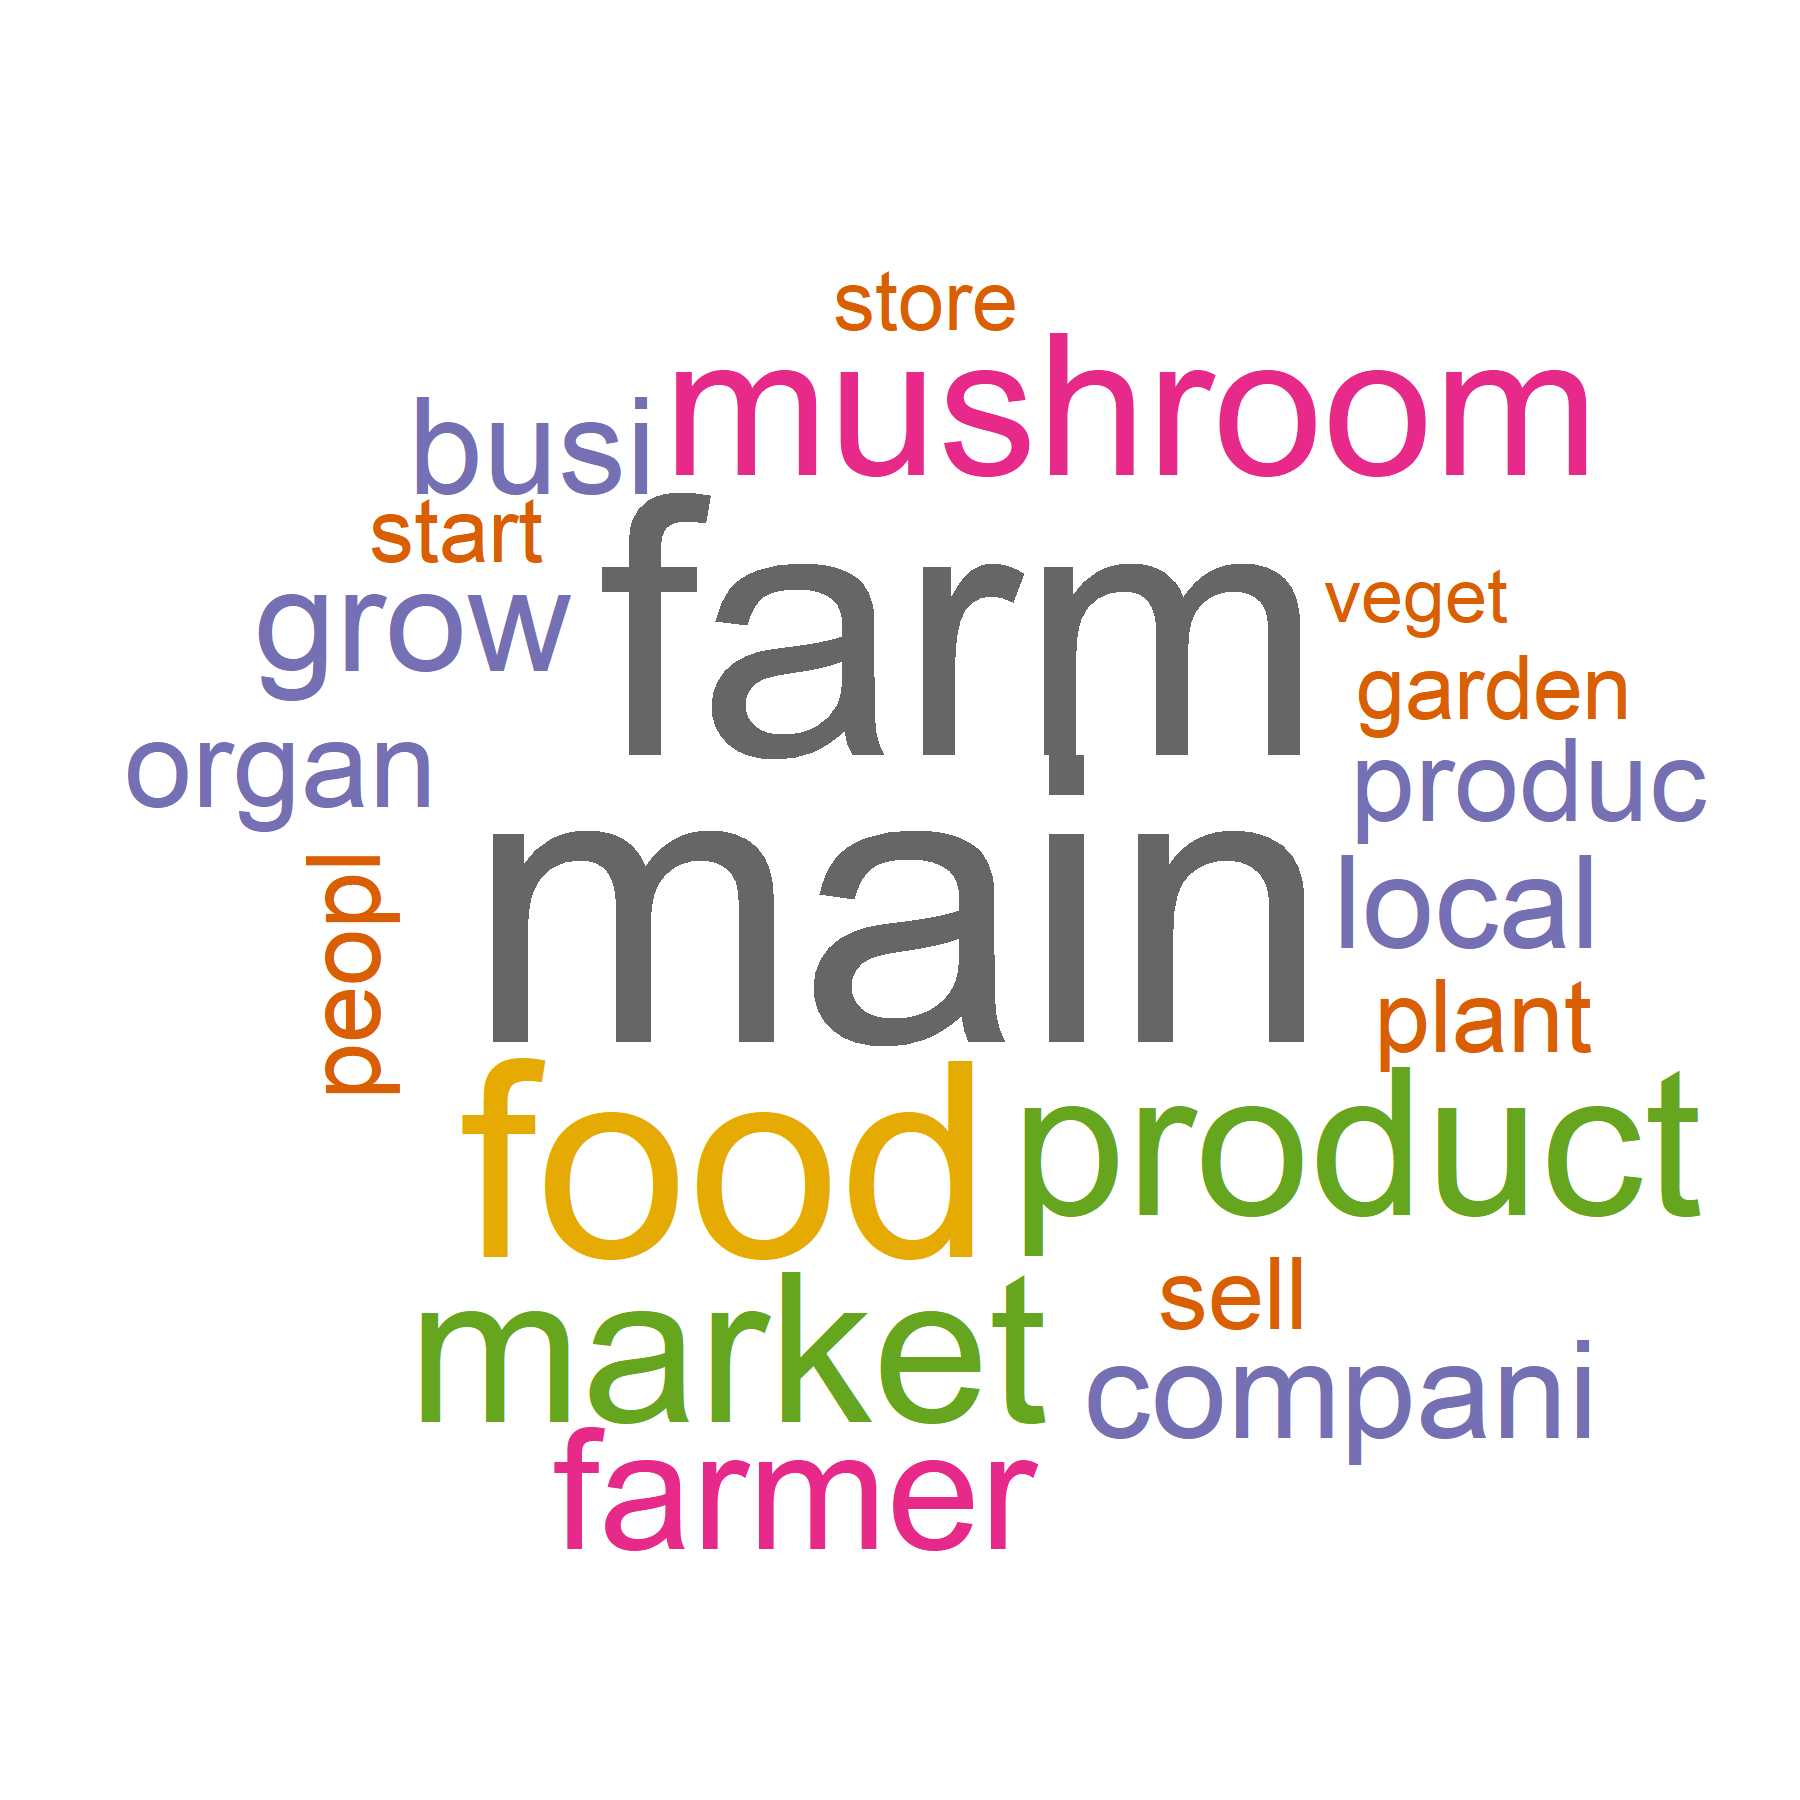 store
mushroom
busi
start
farm
grow
veget
garden
organ
produc
main
local
peopl
plant
food
product
sell
market
compani
farmer